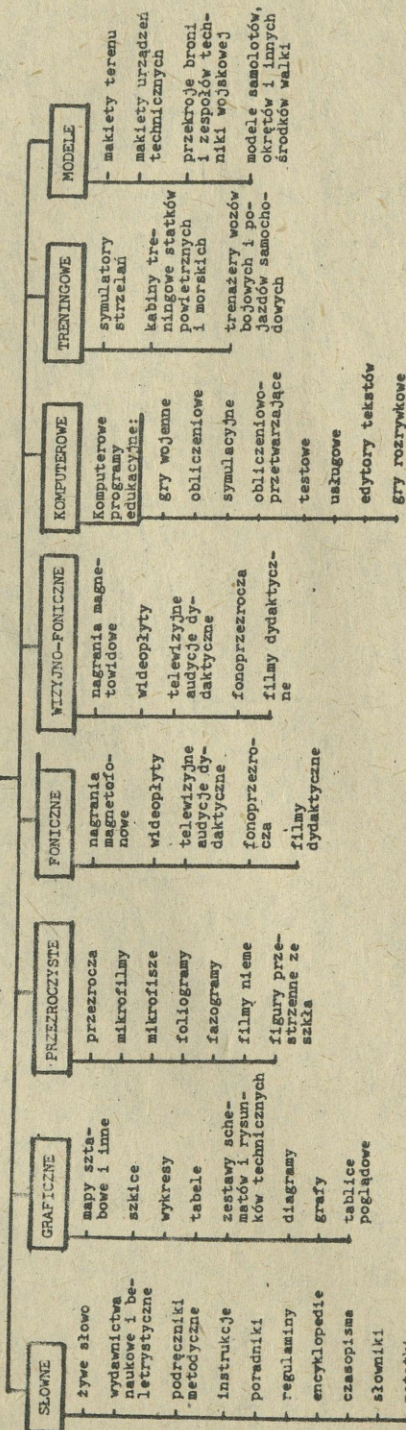 SŁOWNE
żywe słowo
wydawnictwa
naukowe i be-
letrystyczne
podręczniki
metodyczne
instrukcje
poradniki
regulaminy
encyklopedie
czasopisma
słowniki
GRAFICZNE
mapy szta-
bowe i inne
szkice
wykresy
tabele
zestawy sche-
matów i rysun-
ków technicznych
diagramy
grafy
tablice
poglądowe
PRZEZROCZYSTE
przezrocza
mikrofilmy
mikrofisze
foliogramy
fazogramy
filmy nieme
figury prze-
strzenne ze
szkła
FONICZNE
nagrania
magnetofo-
nowe
wideopłyty
telewizyjne
audycje dy-
daktyczne
fonoprzezro-
cza
filmy
dydaktyczne
WIZYJNO-FONICZNE
nagrania magne-
towidowe
wideopłyty
telewizyjne
audycje dy-
daktyczne
fonoprzezrocza
filmy dydaktycz-
ne
KOMPUTEROWE
Komputerowe
programy
edukacyjne:
gry wojenne
obliczeniowe
symulacyjne
obliczeniowo-
przetwarzające
testowe
usługowe
edytory tekstów
gry rozrywkowe
TRENINGOWE
symulatory
strzelań
kabiny tre-
ningowe statków
powietrznych
i morskich
trenażery wozów
bojowych i po-
jazdów samocho-
dowych
MODELE
makiety terenu
makiety urządzeń
technicznych
przekroje broni
i zespołów tech-
niki wojskowej
modele samolotów,
okrętów i innych
środków walki